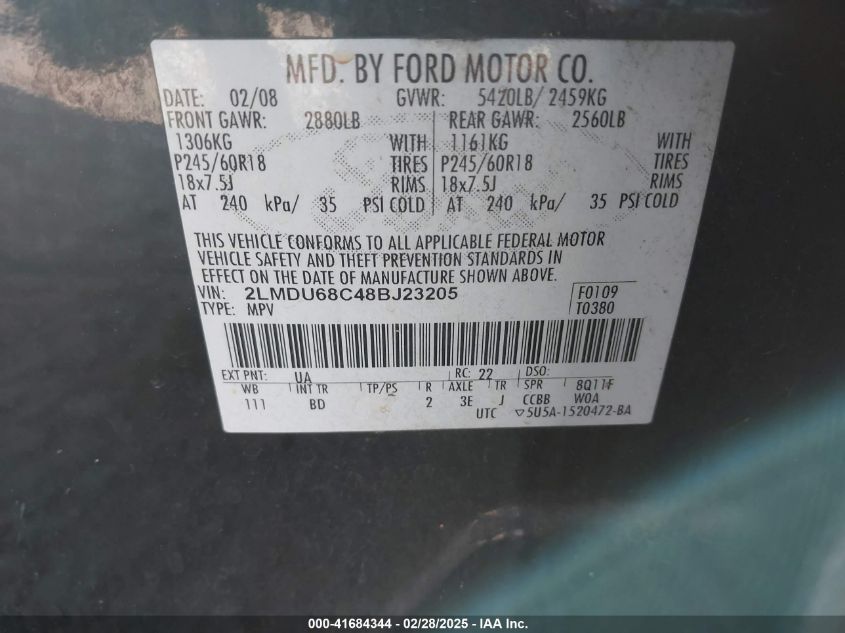 MFD. BY FORD MOTOR CO.
DATE: 02/08 GVWR: 5420LB/ 2459KG
FRONT GAWR: 2880LB REAR GAWR: 2560LB
1306KG WITH 1161KG WITH
P245/60R18 TIRES P245/60R18 TIRES
18x7.5J RIMS 18x7.5J RIMS
AT 240 kPa/ 35 PSI COLD AT 240 kPa/ 35 PSI COLD
THIS VEHICLE CONFORMS TO ALL APPLICABLE FEDERAL MOTOR
VEHICLE SAFETY AND THEFT PREVENTION STANDARDS IN
EFFECT ON THE DATE OF MANUFACTURE SHOWN ABOVE.
VIN: 2LMDU68C48BJ23205 F0109
TYPE: MPV T0380
EXT PNT: UA RC: 22 DSO:
WB INT TR TP/PS R AXLE TR SPR 8Q11F
111 BD 2 3E J CCBB W0A
UTC ▽5U5A-1520472-BA
000-41684344 / 02/28/2025 - IAA Inc.